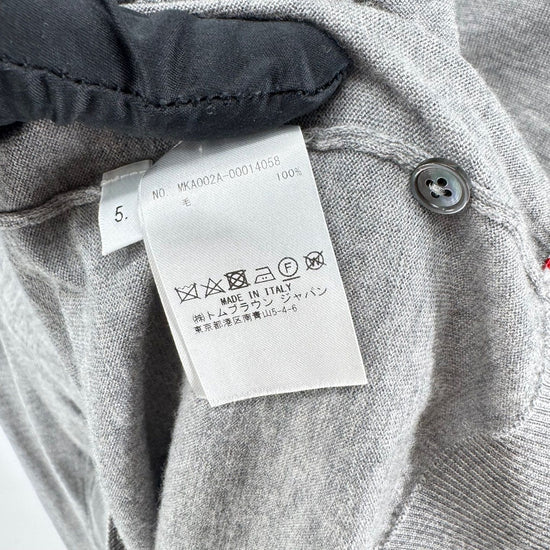 5.
NO. MKA002A-00014058
毛 100%
F
W
MADE IN ITALY
(株)トムブラウン ジャパン
東京都港区南青山5-4-6